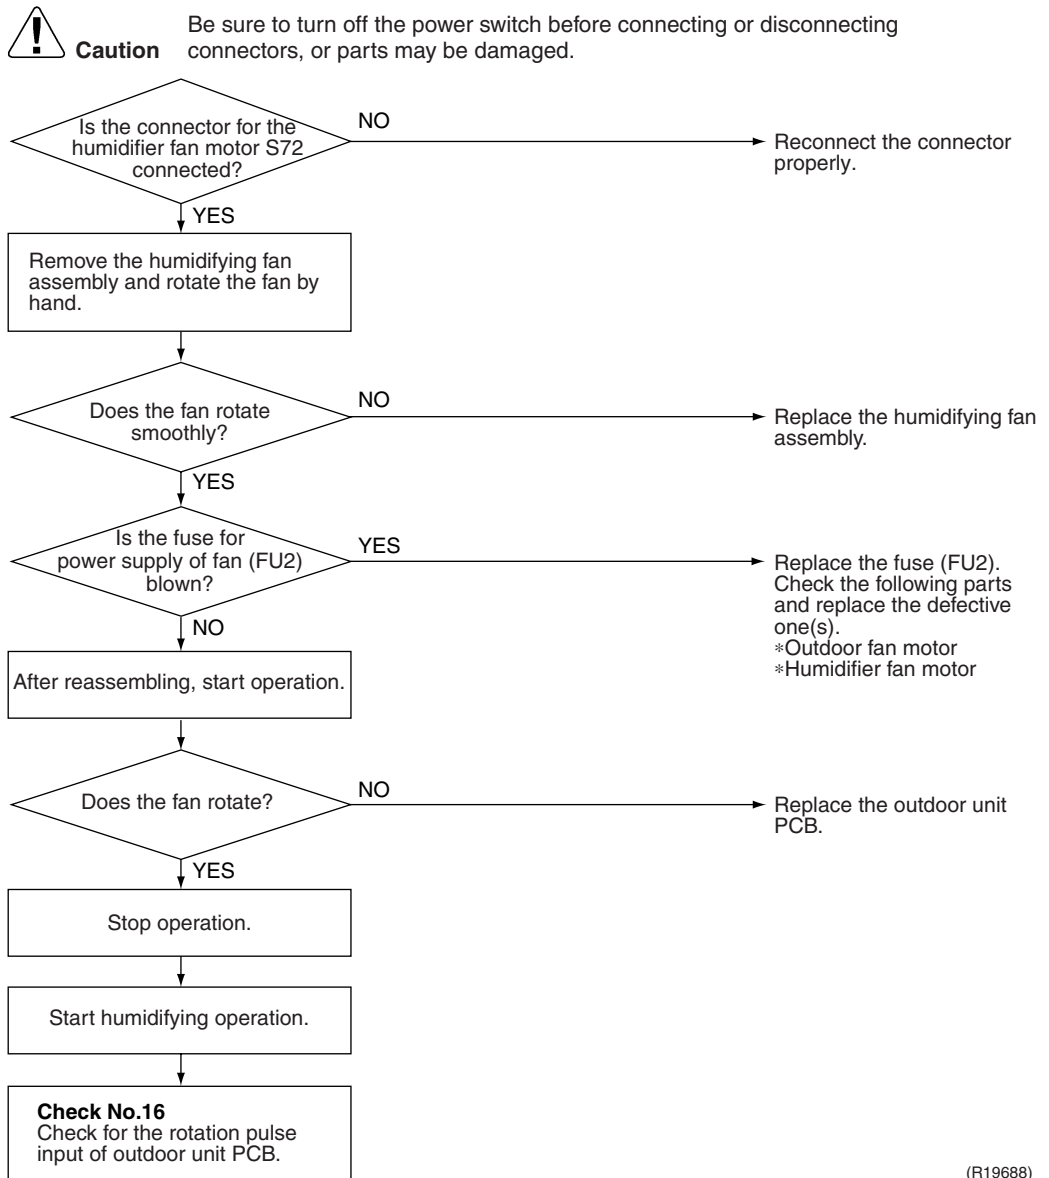 Be sure to turn off the power switch before connecting or disconnecting
Caution connectors, or parts may be damaged.
Is the connector for the
humidifier fan motor S72
connected?
NO
Reconnect the connector
properly.
YES
Remove the humidifying fan
assembly and rotate the fan by
hand.
Does the fan rotate
smoothly?
NO
Replace the humidifying fan
assembly.
YES
Is the fuse for
power supply of fan (FU2)
blown?
YES
Replace the fuse (FU2).
Check the following parts
and replace the defective
one(s).
*Outdoor fan motor
*Humidifier fan motor
NO
After reassembling, start operation.
Does the fan rotate?
NO
Replace the outdoor unit
PCB.
YES
Stop operation.
Start humidifying operation.
Check No.16
Check for the rotation pulse
input of outdoor unit PCB.
(R19688)